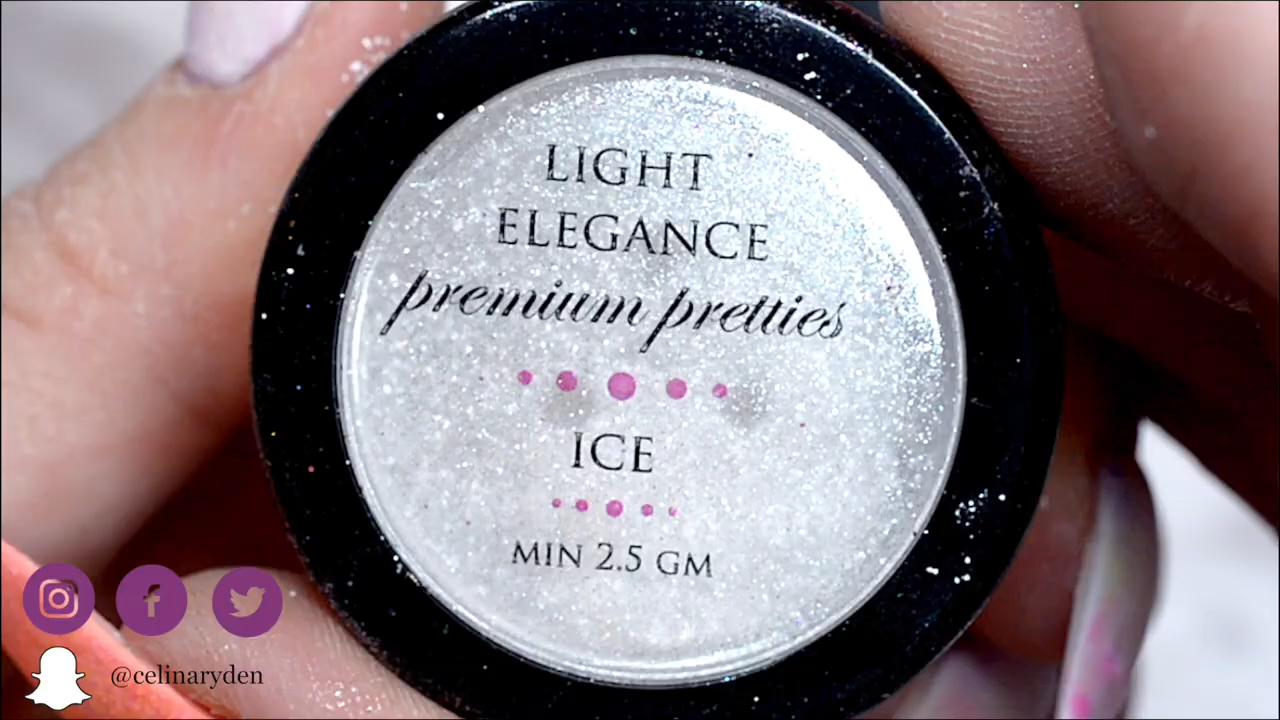 LIGHT
ELEGANCE
premium pretties
ICE
MIN 2.5 GM
@celinaryden